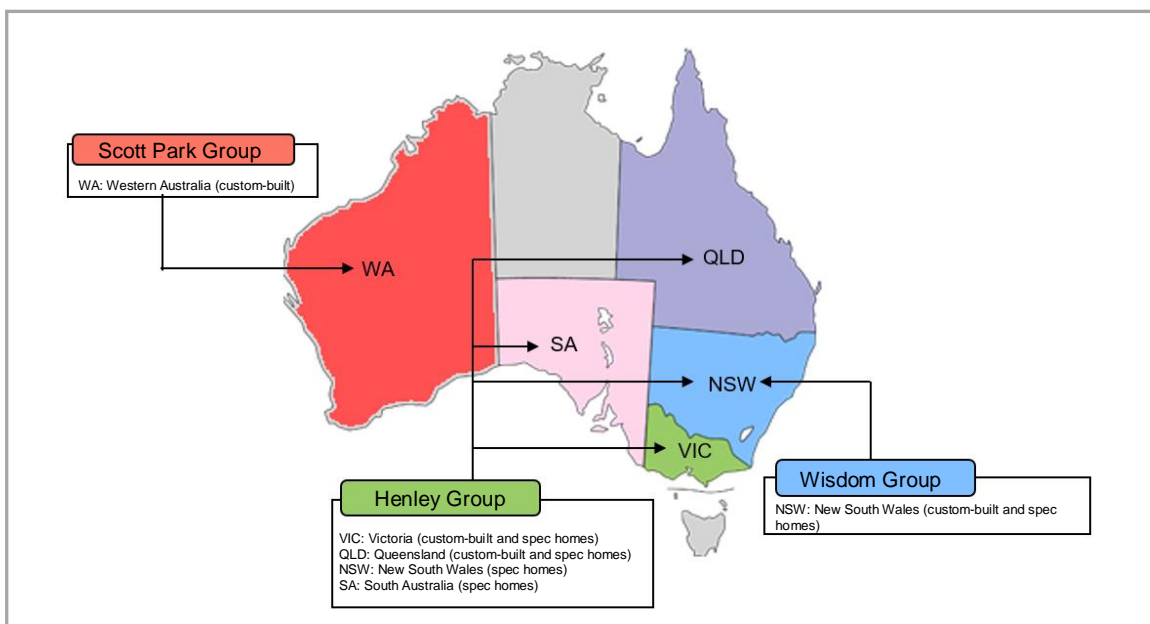 Scott Park Group
WA: Western Australia (custom-built)
WA
QLD
SA
NSW
VIC
Henley Group
VIC: Victoria (custom-built and spec homes)
QLD: Queensland (custom-built and spec homes)
NSW: New South Wales (spec homes)
SA: South Australia (spec homes)
Wisdom Group
NSW: New South Wales (custom-built and spec
homes)